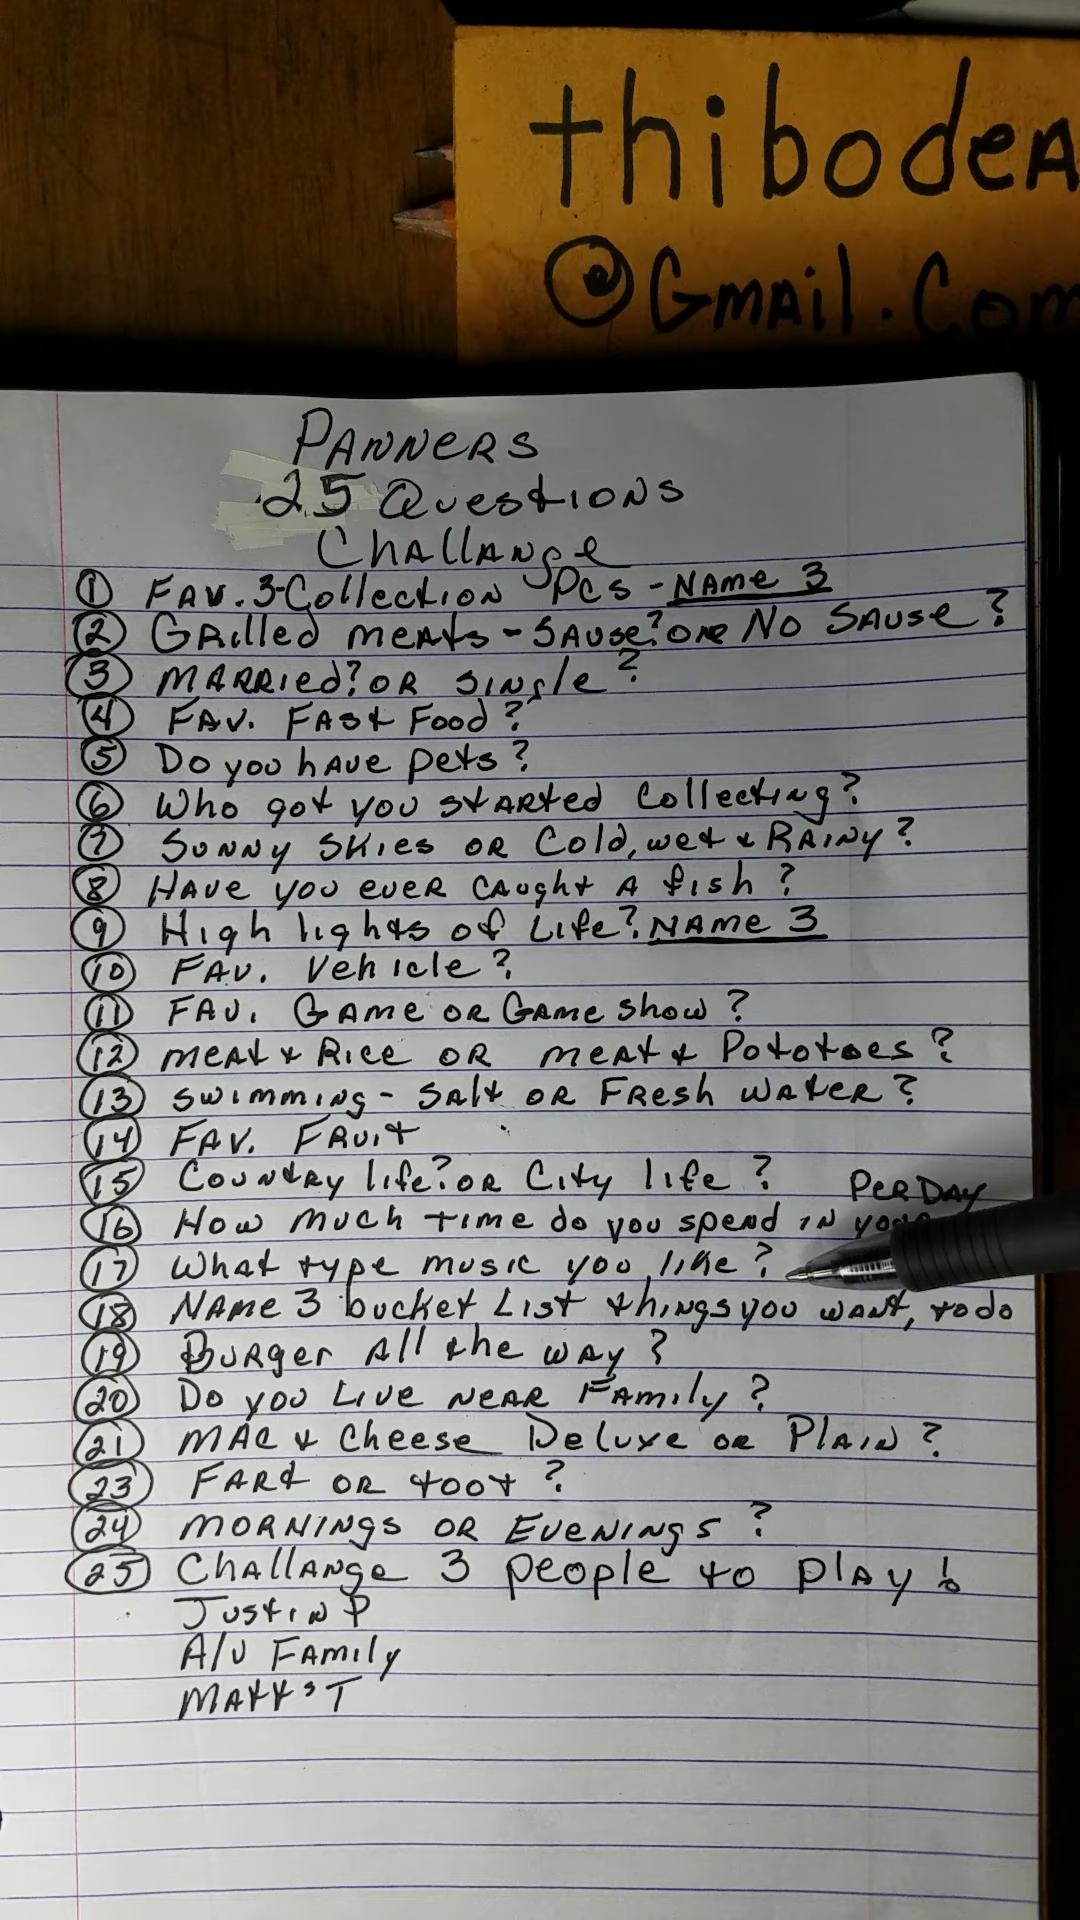 thibodeA
@GMAil.Com
PANNERS
25 Questions
Challange
1 FAV. 3-Collection Pcs - NAME 3
2 GRilled meats - SAUSE? ORE NO SAUSE?
3 MARRied? OR single?
4 FAV. FAst Food?
5 Do you hAve pets?
6 Who got you stARted Collecting?
7 SUNNY SKies OR Cold, wet & RAiNy?
8 HAVE you eveR CAught A fish?
9 High lights of Life? NAME 3
10 FAV. Vehicle?
11 FAV. GAME OR GAME show?
12 meat & Rice OR meAt & Pototoes?
13 swimming - SAlt OR FResh wAteR?
14 FAV. FRuit
15 CountRy life? OR City life?
PER DAY
16 How much time do you spend in
17 What type music you like?
18 NAME 3 bucket List things you wANt, to do
19 BuRger All the wAy?
20 Do you Live neAR FAmily?
21 MAC & Cheese Deluxe OR PlAin?
23 FARt OR toot?
24 MORNINGS OR EVENINGS?
25 ChAllAnge 3 people to plAy!
Justin P
A/U FAmily
MAtt's T